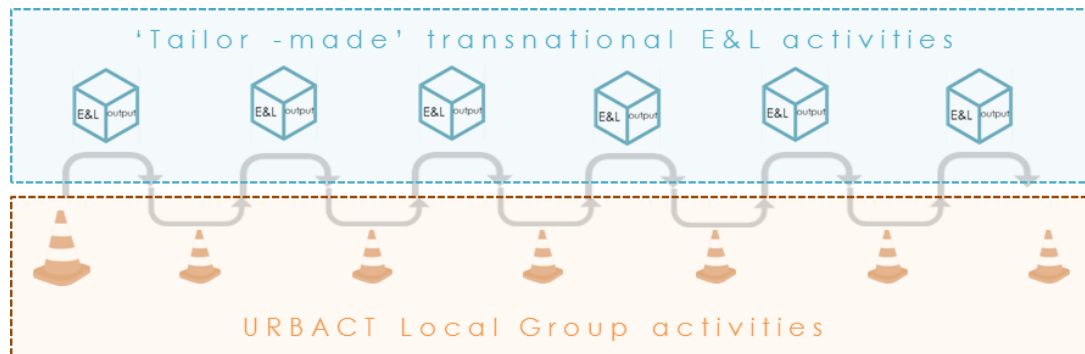 ‘Tailor -made’ transnational E&L activities
E&L output E&L output E&L output E&L output E&L output E&L output
URBACT Local Group activities